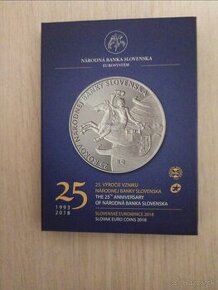 NÁRODNÁ BANKA SLOVENSKA
EUROSYSTÉM
25
1993
2018
25. VÝROČIE VZNIKU
NÁRODNEJ BANKY SLOVENSKA
THE 25TH ANNIVERSARY
OF NÁRODNÁ BANKA SLOVENSKA
SLOVENSKÉ EUROMINCE 2018
SLOVAK EURO COINS 2018